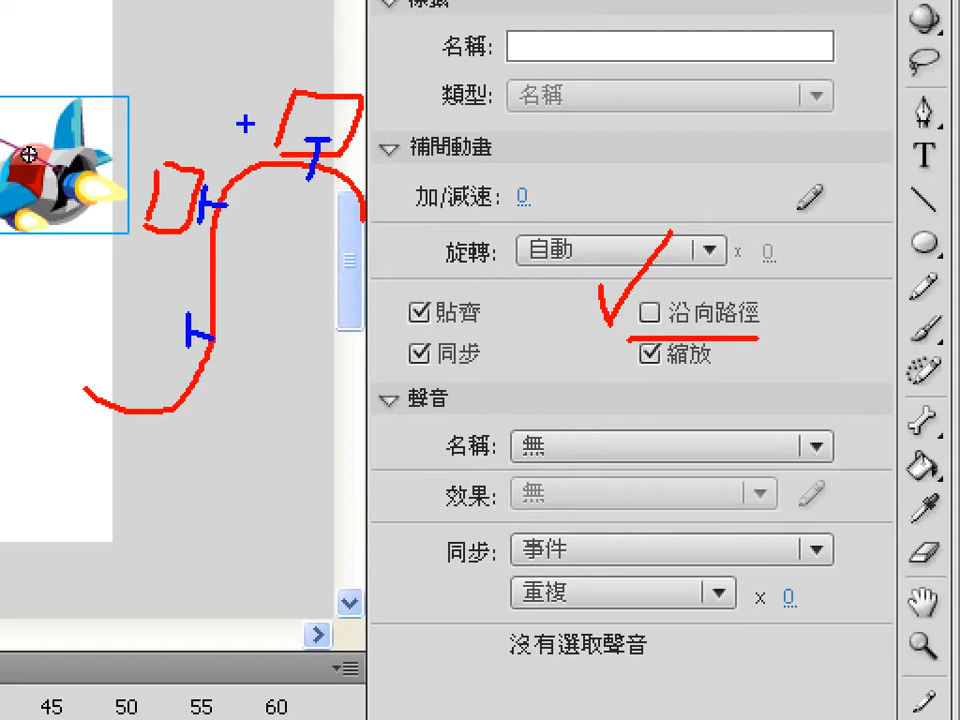 標籤
名稱:
類型: 名稱
補間動畫
加/減速: 0
旋轉: 自動 x 0
貼齊 沿向路徑
同步 縮放
聲音
名稱: 無
效果: 無
同步: 事件
重複 x 0
沒有選取聲音
45 50 55 60